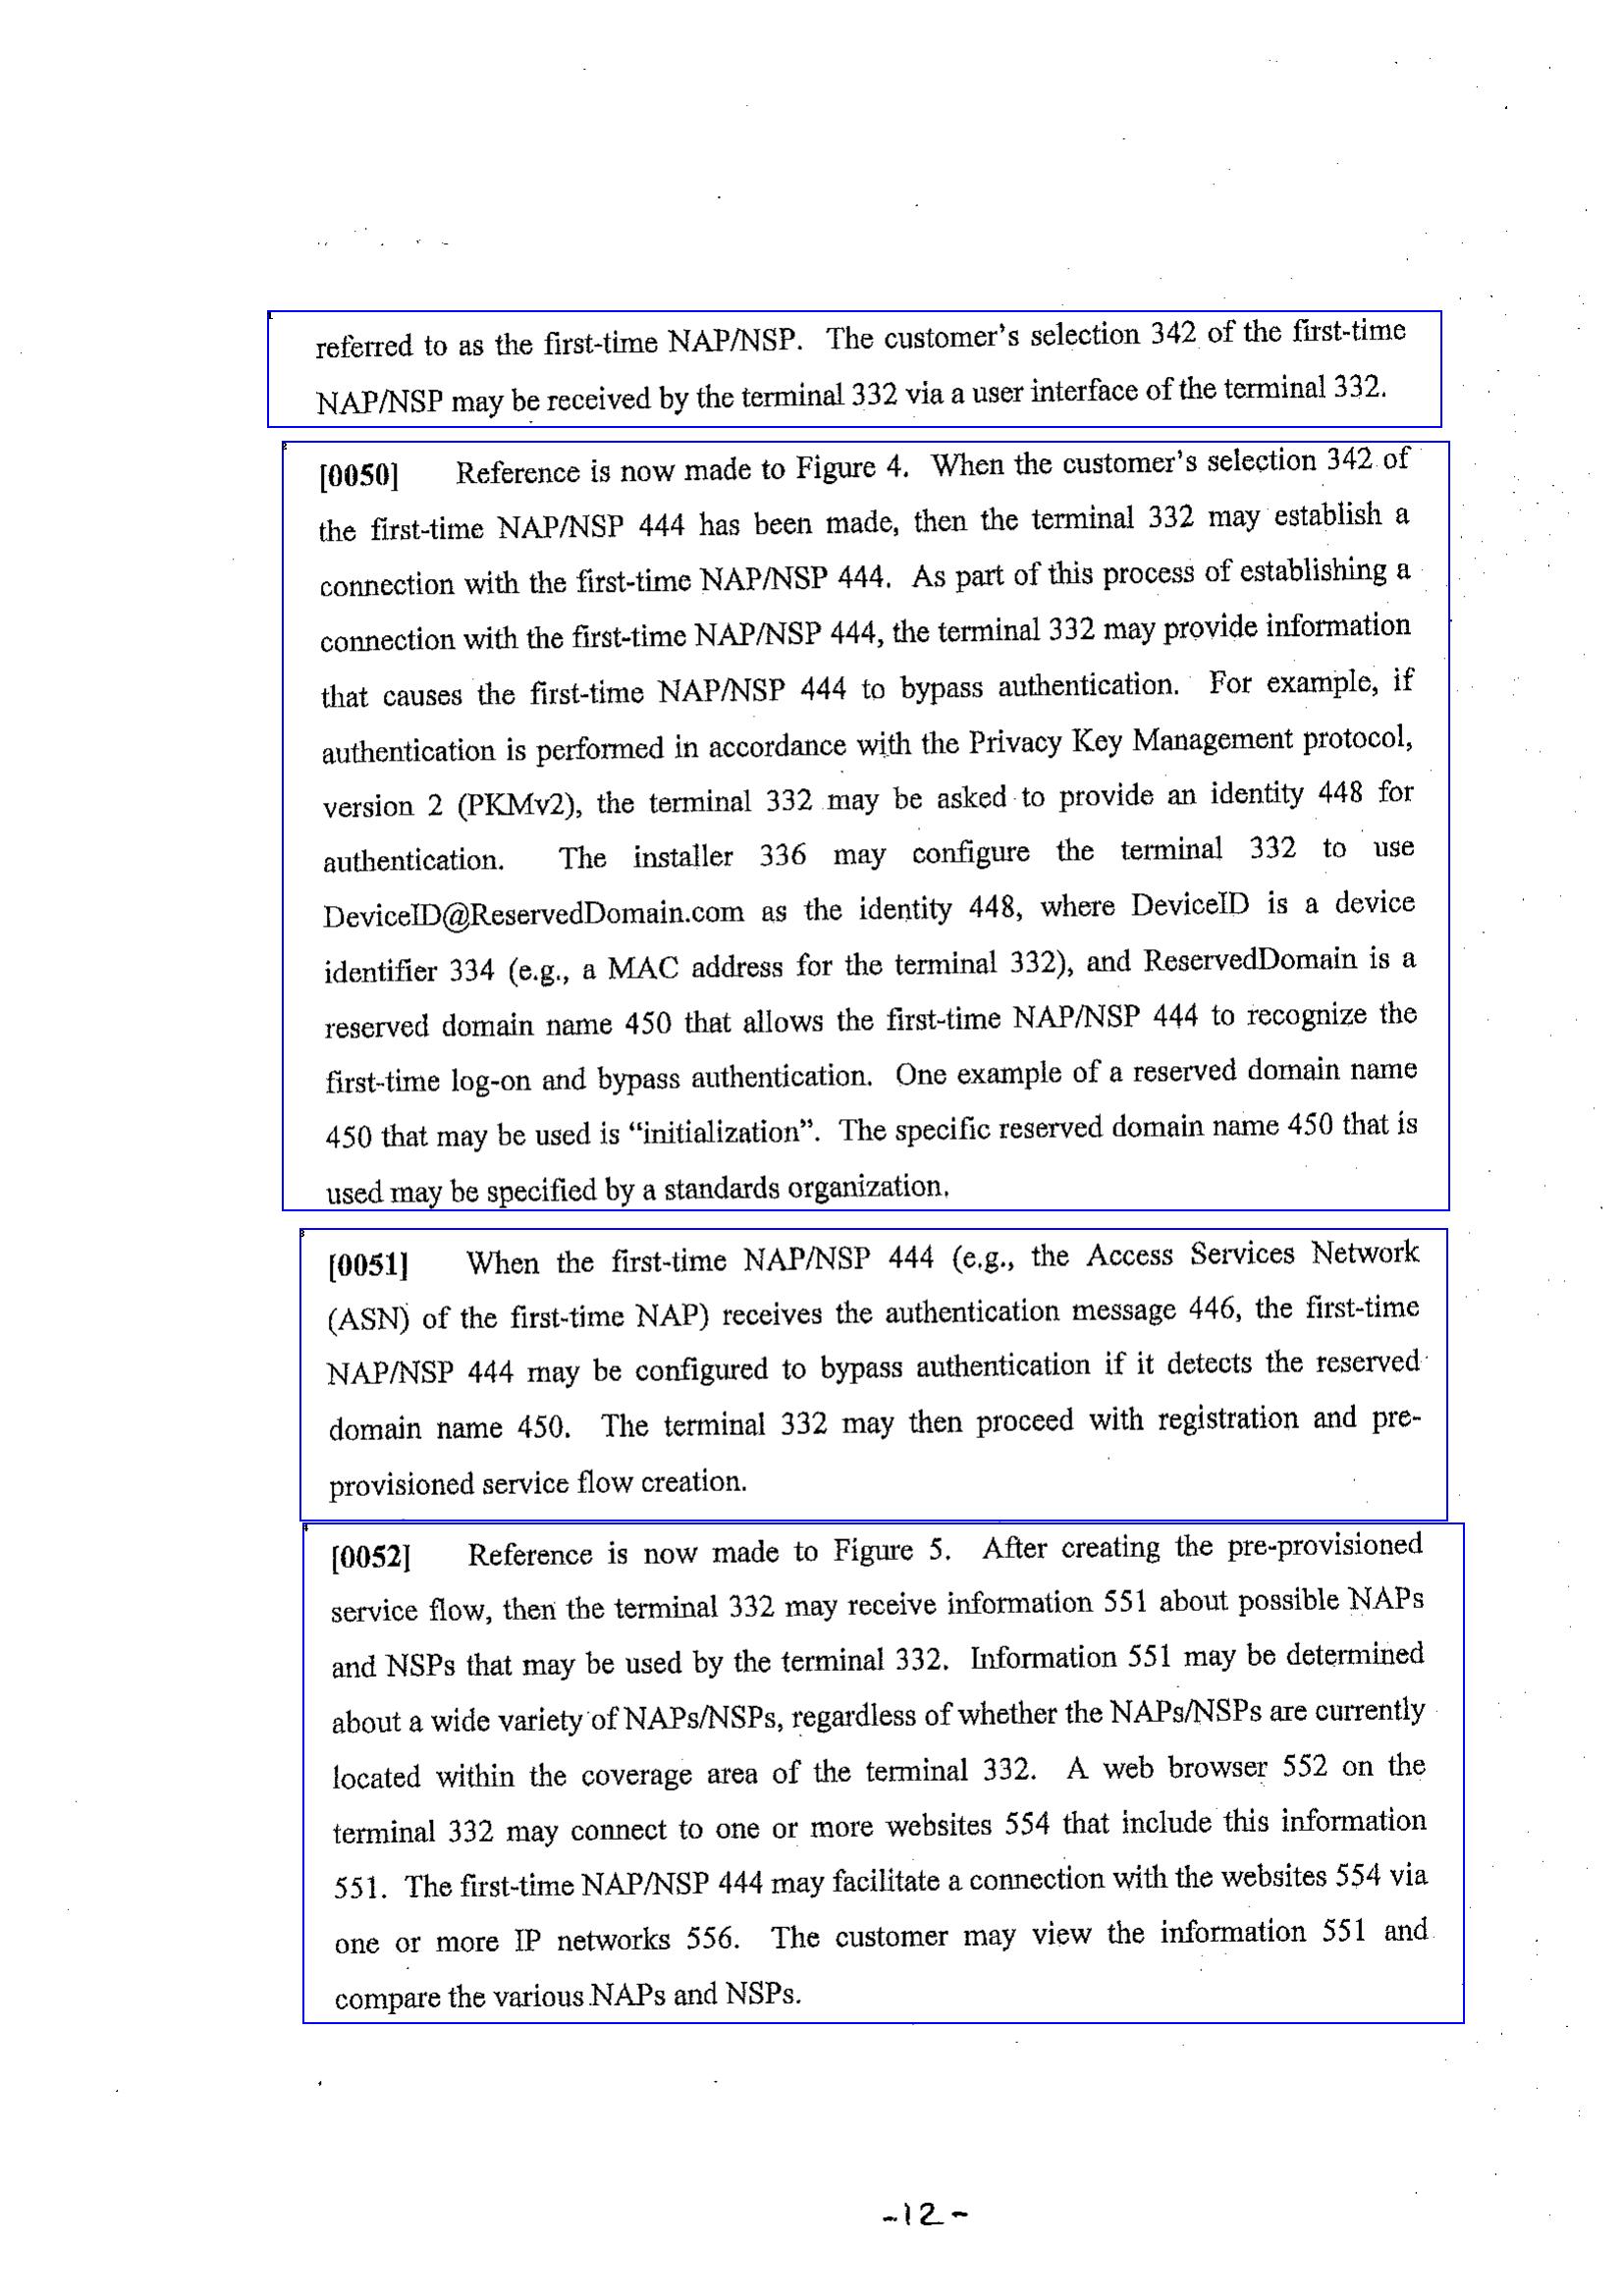 referred to as the first-time NAP/NSP. The customer's selection 342 of the first-time
NAP/NSP may be received by the terminal 332 via a user interface of the terminal 332.
[0050] Reference is now made to Figure 4. When the customer's selection 342 of
the first-time NAP/NSP 444 has been made, then the terminal 332 may establish a
connection with the first-time NAP/NSP 444. As part of this process of establishing a
connection with the first-time NAP/NSP 444, the terminal 332 may provide information
that causes the first-time NAP/NSP 444 to bypass authentication. For example, if
authentication is performed in accordance with the Privacy Key Management protocol,
version 2 (PKMv2), the terminal 332 may be asked to provide an identity 448 for
authentication. The installer 336 may configure the terminal 332 to use
DeviceID@ReservedDomain.com as the identity 448, where DeviceID is a device
identifier 334 (e.g., a MAC address for the terminal 332), and ReservedDomain is a
reserved domain name 450 that allows the first-time NAP/NSP 444 to recognize the
first-time log-on and bypass authentication. One example of a reserved domain name
450 that may be used is “initialization”. The specific reserved domain name 450 that is
used may be specified by a standards organization.
[0051] When the first-time NAP/NSP 444 (e.g., the Access Services Network
(ASN) of the first-time NAP) receives the authentication message 446, the first-time
NAP/NSP 444 may be configured to bypass authentication if it detects the reserved
domain name 450. The terminal 332 may then proceed with registration and pre-
provisioned service flow creation.
[0052] Reference is now made to Figure 5. After creating the pre-provisioned
service flow, then the terminal 332 may receive information 551 about possible NAPs
and NSPs that may be used by the terminal 332. Information 551 may be determined
about a wide variety of NAPs/NSPs, regardless of whether the NAPs/NSPs are currently
located within the coverage area of the terminal 332. A web browser 552 on the
terminal 332 may connect to one or more websites 554 that include this information
551. The first-time NAP/NSP 444 may facilitate a connection with the websites 554 via
one or more IP networks 556. The customer may view the information 551 and
compare the various NAPs and NSPs.
-12-